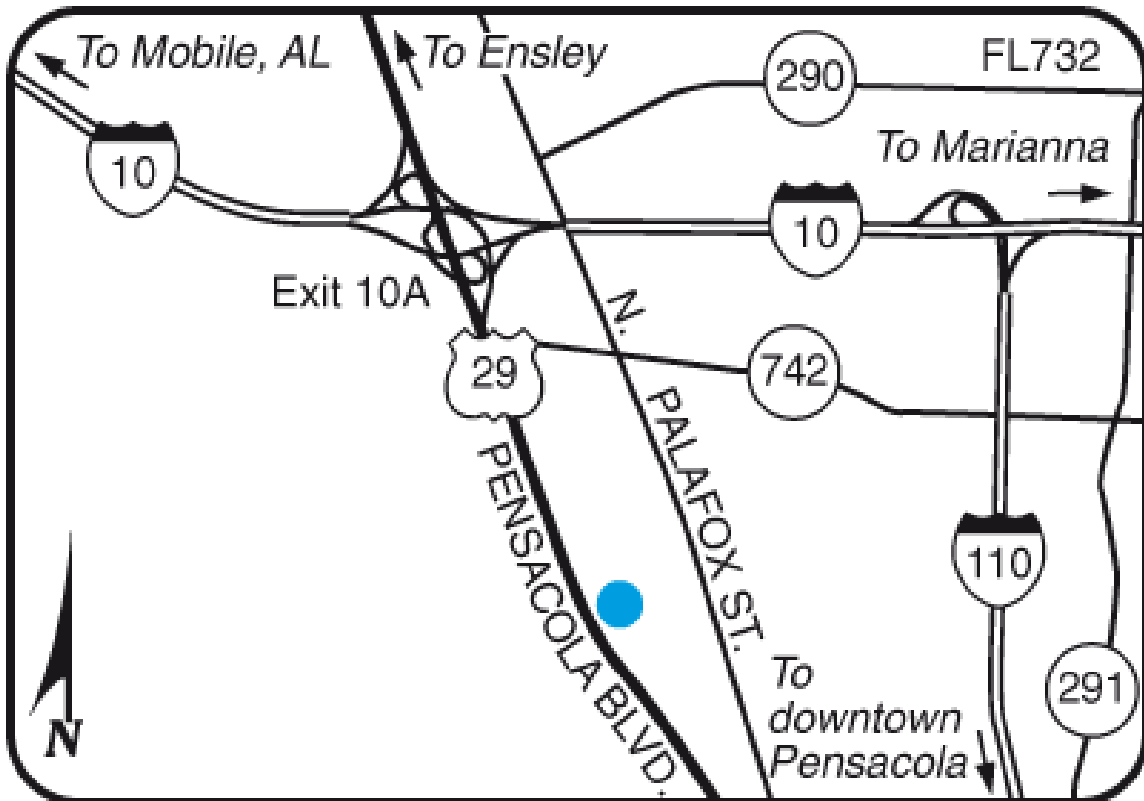 To Mobile, AL
To Ensley
290
FL732
10
To Marianna
10
Exit 10A
N. PALAFOX ST.
29
742
PENSACOLA BLVD.
110
To
downtown
Pensacola
291
N